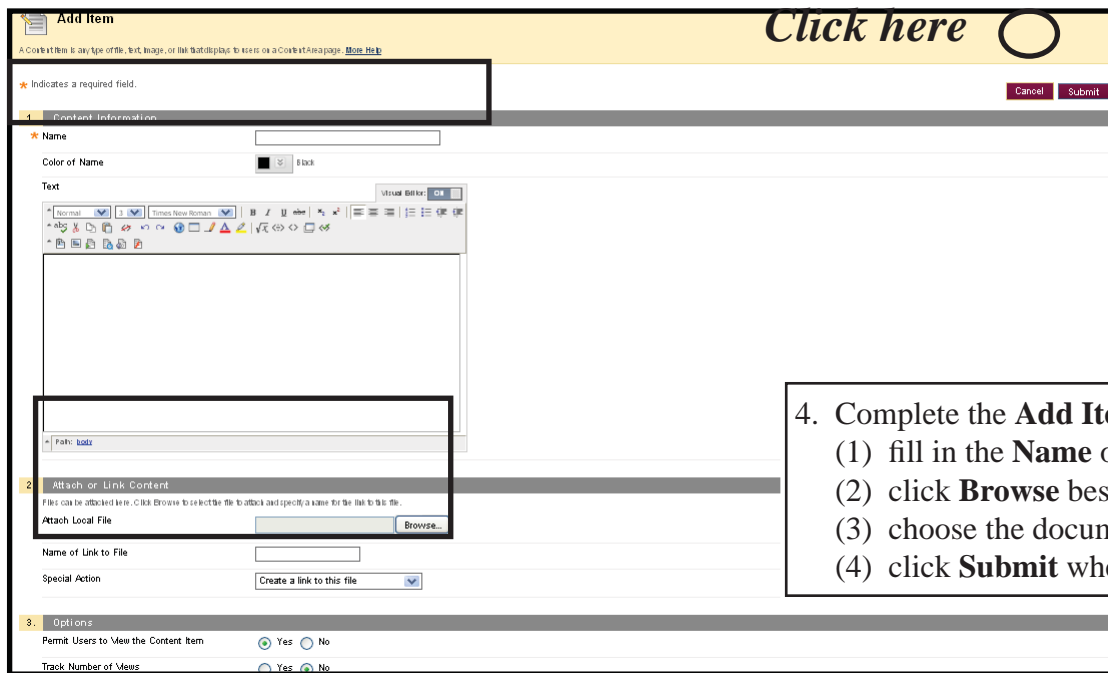 Add Item
Click here
A Content Item is any type of file, text, image, or link that displays to users on a Content Area page. More Help
* Indicates a required field.
Cancel Submit
1. Content Information
* Name
Color of Name Black
Text
Visual Editor: ON
Normal 3 Times New Roman B I U abc
abc
Path: body
2 Attach or Link Content
Files can be attached here. Click Browse to select the file to attach and specify a name for the link to this file.
Attach Local File Browse...
Name of Link to File
Special Action Create a link to this file
3. Options
Permit Users to View the Content Item Yes No
Track Number of Views Yes No
4. Complete the Add Ite
(1) fill in the Name
(2) click Browse bes
(3) choose the docum
(4) click Submit whe